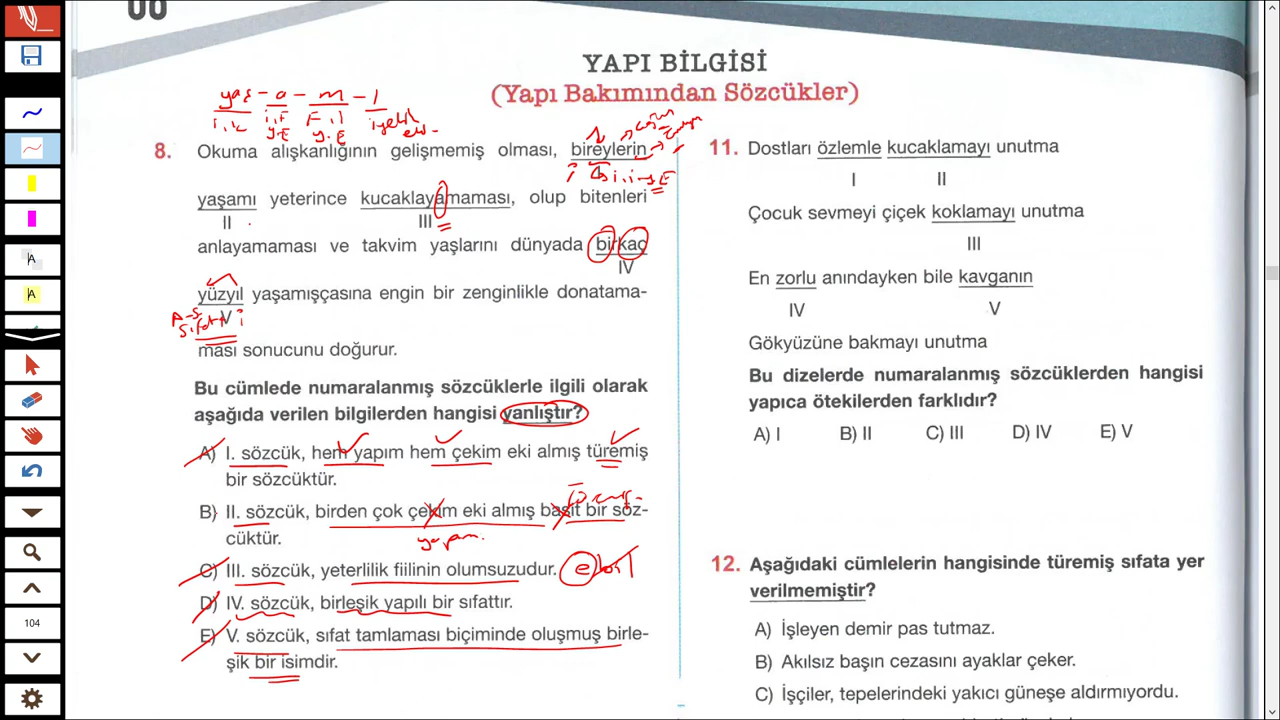 YAPI BİLGİSİ
(Yapı Bakımından Sözcükler)
yaş - a - m - ı
8. Okuma alışkanlığının gelişmemiş olması, bireylerin
I
yaşamı yeterince kucaklayamaması, olup bitenleri
II III
anlayamaması ve takvim yaşlarını dünyada birkaç
IV
yüzyıl yaşamışçasına engin bir zenginlikle donatama-
V
ması sonucunu doğurur.
Bu cümlede numaralanmış sözcüklerle ilgili olarak
aşağıda verilen bilgilerden hangisi yanlıştır?
A) I. sözcük, hem yapım hem çekim eki almış türemiş
bir sözcüktür.
B) II. sözcük, birden çok çekim eki almış basit bir söz-
cüktür.
yapım
C) III. sözcük, yeterlilik fiilinin olumsuzudur.
D) IV. sözcük, birleşik yapılı bir sıfattır.
E) V. sözcük, sıfat tamlaması biçiminde oluşmuş birle-
şik bir isimdir.
11. Dostları özlemle kucaklamayı unutma
I II
Çocuk sevmeyi çiçek koklamayı unutma
III
En zorlu anındayken bile kavganın
IV V
Gökyüzüne bakmayı unutma
Bu dizelerde numaralanmış sözcüklerden hangisi
yapıca ötekilerden farklıdır?
A) I B) II C) III D) IV E) V
12. Aşağıdaki cümlelerin hangisinde türemiş sıfata yer
verilmemiştir?
A) İşleyen demir pas tutmaz.
B) Akılsız başın cezasını ayaklar çeker.
C) İşçiler, tepelerindeki yakıcı güneşe aldırmıyordu.
A
A
104